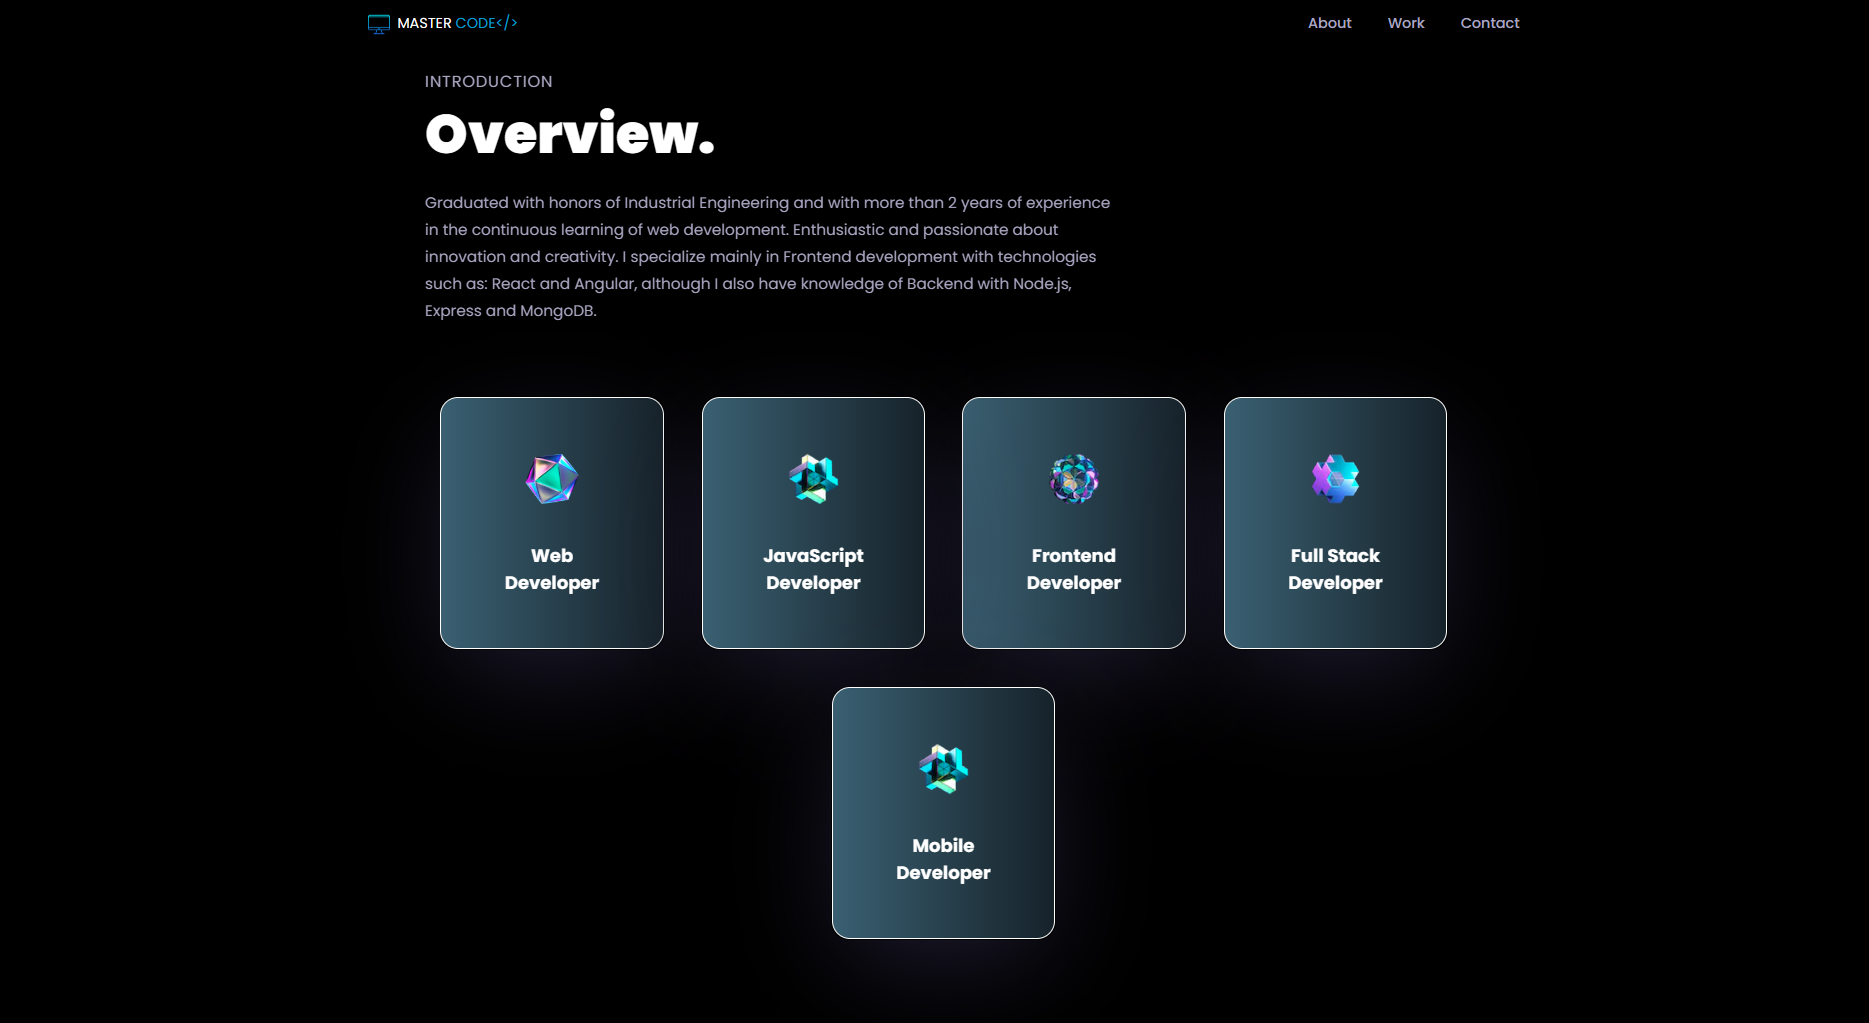 MASTER CODE</>
About
Work
Contact
INTRODUCTION
Overview.
Graduated with honors of Industrial Engineering and with more than 2 years of experience
in the continuous learning of web development. Enthusiastic and passionate about
innovation and creativity. I specialize mainly in Frontend development with technologies
such as: React and Angular, although I also have knowledge of Backend with Node.js,
Express and MongoDB.
Web
Developer
JavaScript
Developer
Frontend
Developer
Full Stack
Developer
Mobile
Developer